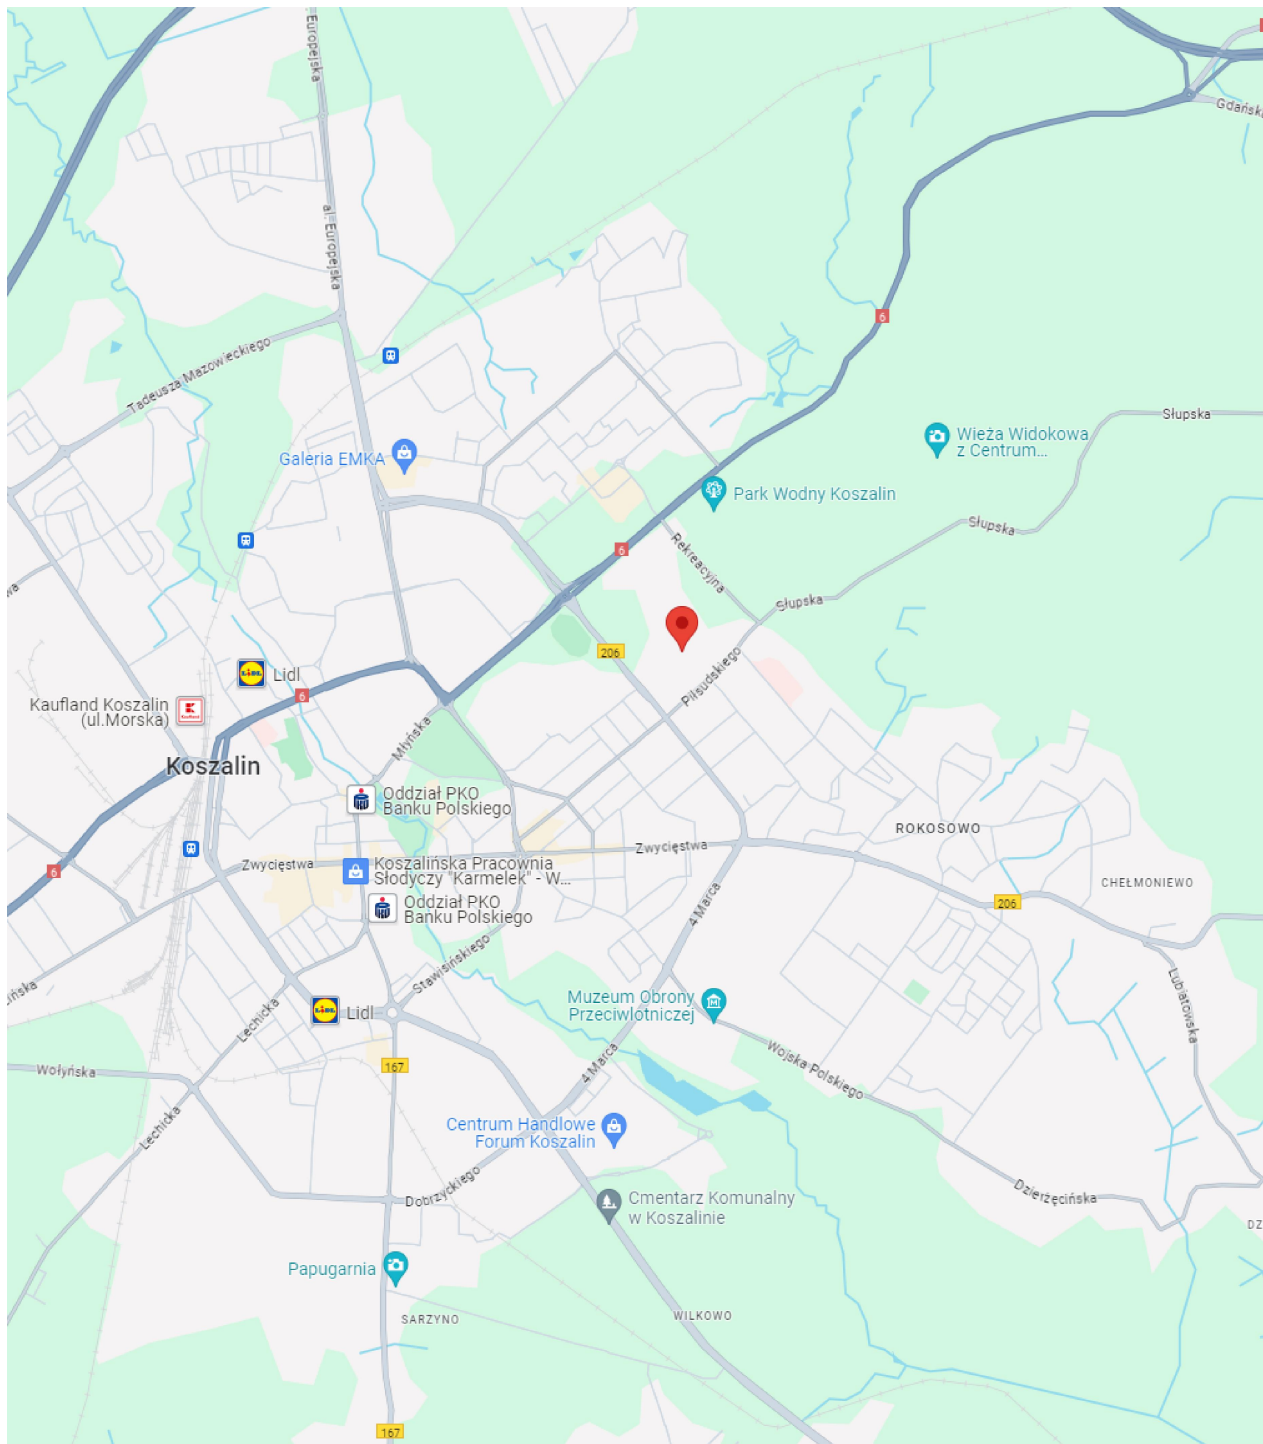 Europejska
Gdańsk
al. Europejska
6
Tadeusza Mazowieckiego
Słupska
Wieża Widokowa
z Centrum...
Galeria EMKA
Park Wodny Koszalin
Słupska
6
Rekreacyjna
Słupska
206
Piłsudskiego
Lidl
6
Kaufland Koszalin
(ul.Morska)
Młyńska
Koszalin
Oddział PKO
Banku Polskiego
ROKOSOWO
Zwycięstwa
Zwycięstwa
Koszalińska Pracownia
Słodyczy "Karmelek" - W...
6
CHEŁMONIEWO
4 Marca
206
Oddział PKO
Banku Polskiego
Stawisińskiego
Lubiatowska
Muzeum Obrony
Przeciwlotniczej
Lechicka
Lidl
Wojska Polskiego
4 Marca
167
Wołyńska
Lechicka
Centrum Handlowe
Forum Koszalin
Dobrzyckiego
Dzierżęcińska
Cmentarz Komunalny
w Koszalinie
DZ
Papugarnia
SARZYNO
WILKOWO
167